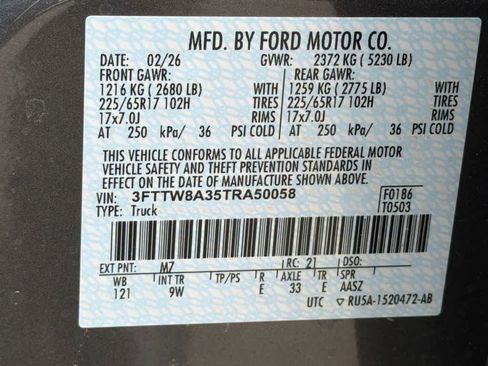 MFD. BY FORD MOTOR CO.
DATE: 02/26 GVWR: 2372 KG ( 5230 LB)
FRONT GAWR: REAR GAWR:
1216 KG ( 2680 LB) WITH 1259 KG ( 2775 LB) WITH
225/65R17 102H TIRES 225/65R17 102H TIRES
17x7.0J RIMS 17x7.0J RIMS
AT 250 kPa/ 36 PSI COLD AT 250 kPa/ 36 PSI COLD
THIS VEHICLE CONFORMS TO ALL APPLICABLE FEDERAL MOTOR
VEHICLE SAFETY AND THEFT PREVENTION STANDARDS IN
EFFECT ON THE DATE OF MANUFACTURE SHOWN ABOVE.
VIN: 3FTTW8A35TRA50058 F0186
TYPE: Truck T0503
EXT PNT: M7 RC: 21 DSO:
WB INT TR TP/PS R AXLE TR SPR
121 9W E 33 E AASZ
UTC RU5A-1520472-AB